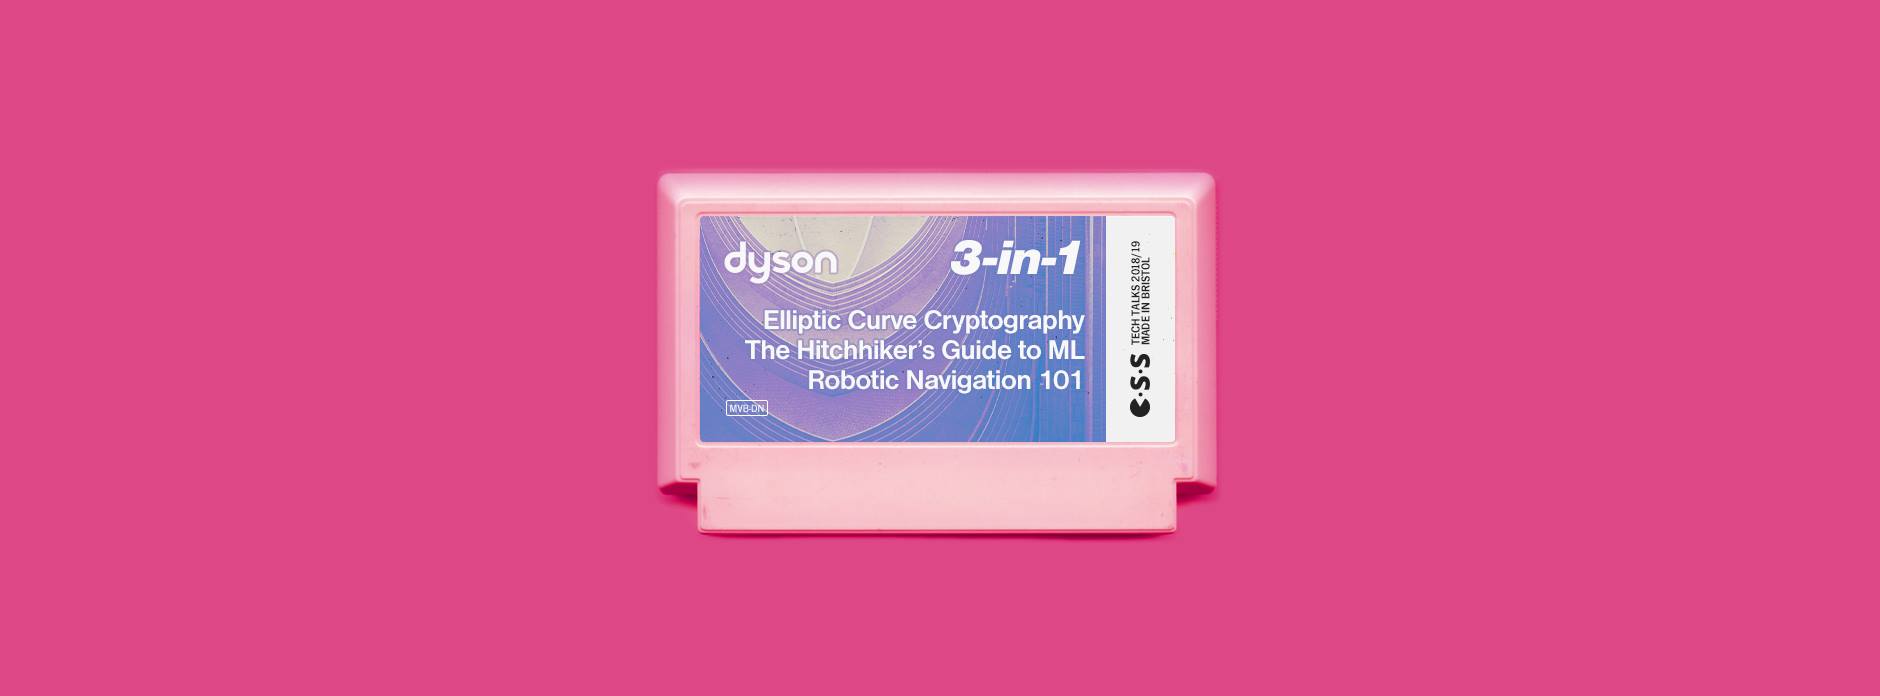 dyson
3-in-1
Elliptic Curve Cryptography
The Hitchhiker’s Guide to ML
Robotic Navigation 101
MVB-DN
C·S·S
TECH TALKS 2018/19
MADE IN BRISTOL